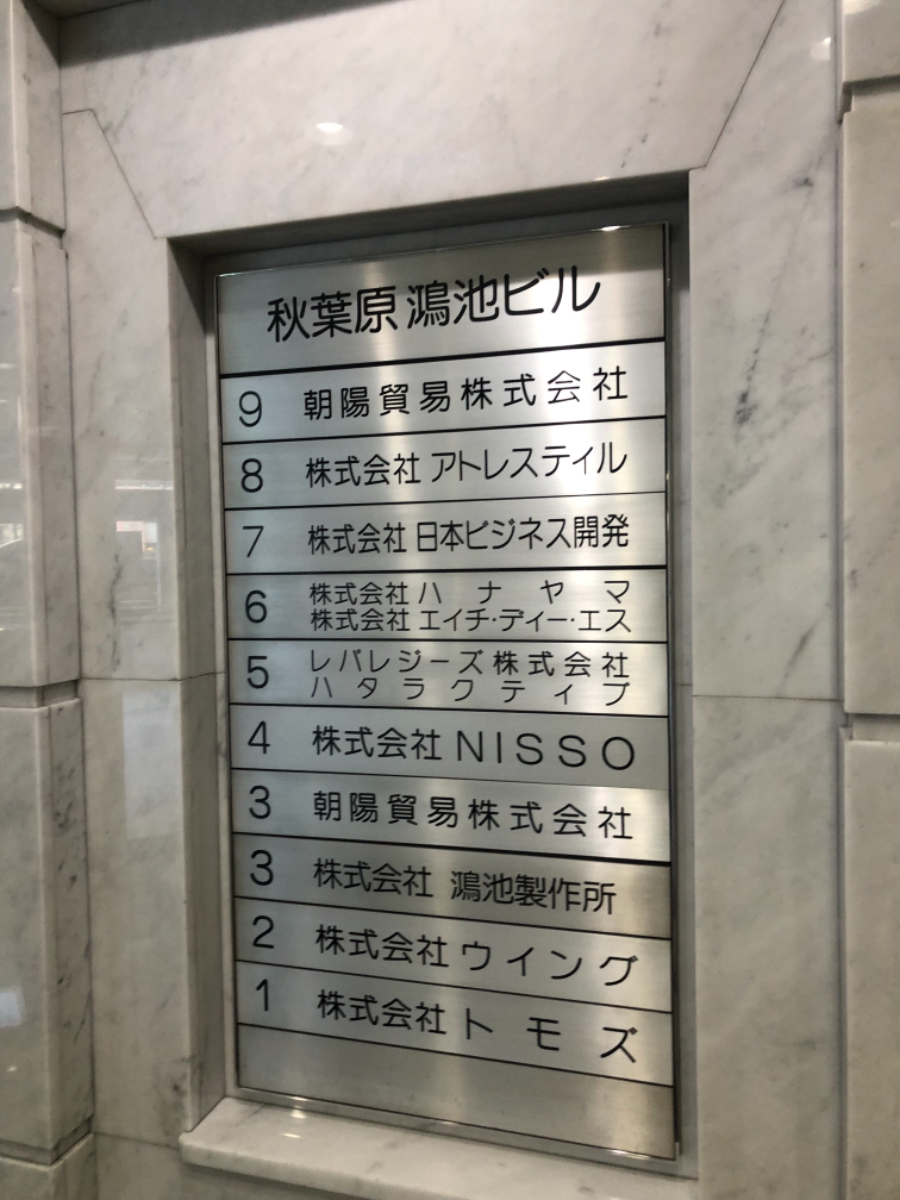 秋葉原 鴻池ビル
9 朝陽貿易株式会社
8 株式会社 アトレスティル
7 株式会社 日本ビジネス開発
6 株式会社 ハナヤマ
株式会社 エイチ・ディー・エス
5 レバレジーズ株式会社
ハタラクティブ
4 株式会社 NISSO
3 朝陽貿易株式会社
3 株式会社 鴻池製作所
2 株式会社 ウイング
1 株式会社 トモズ